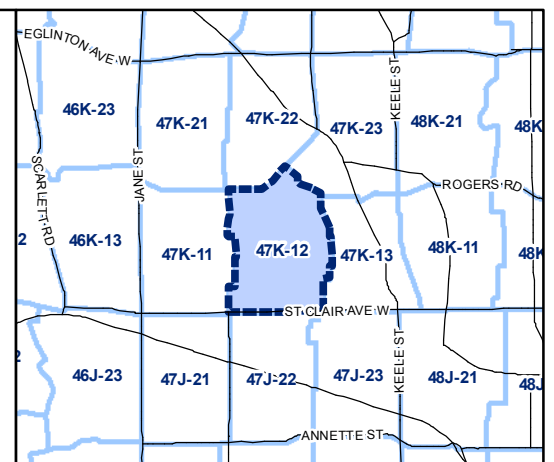 EGLINTON AVE W
KEELE ST
46K-23
47K-21
47K-22
47K-23
48K-21
48K
SCARLETT RD
JANE ST
ROGERS RD
2
46K-13
47K-11
47K-12
47K-13
48K-11
48K
ST CLAIR AVE W
2
46J-23
47J-21
47J-22
47J-23
KEELE ST
48J-21
48J
ANNETTE ST